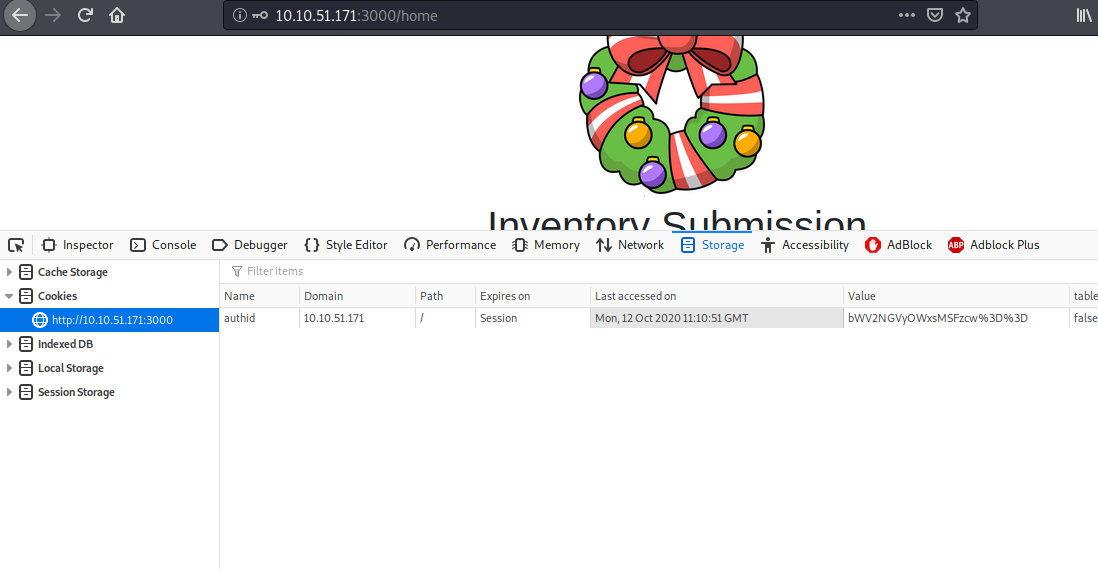 10.10.51.171:3000/home
Inventory Submission
Inspector Console Debugger Style Editor Performance Memory Network Storage Accessibility AdBlock ABP Adblock Plus
Cache Storage
Filter items
Cookies
Name Domain Path Expires on Last accessed on Value table
http://10.10.51.171:3000
authid 10.10.51.171 / Session Mon, 12 Oct 2020 11:10:51 GMT bWV2NGVyOWxsMSFzcw%3D%3D false
Indexed DB
Local Storage
Session Storage